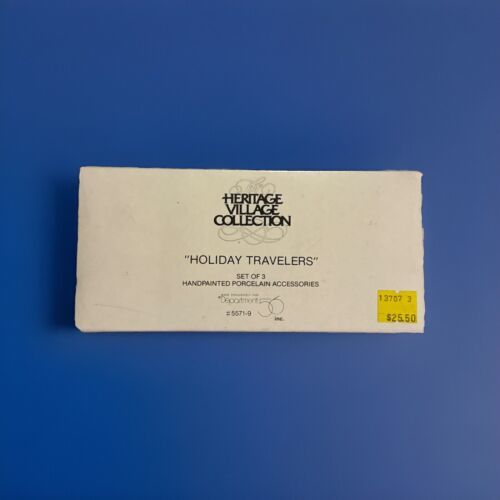 HERITAGE
VILLAGE
COLLECTION
"HOLIDAY TRAVELERS"
SET OF 3
HANDPAINTED PORCELAIN ACCESSORIES
Department 56
inc.
#5571-9
13707 3
$25.50